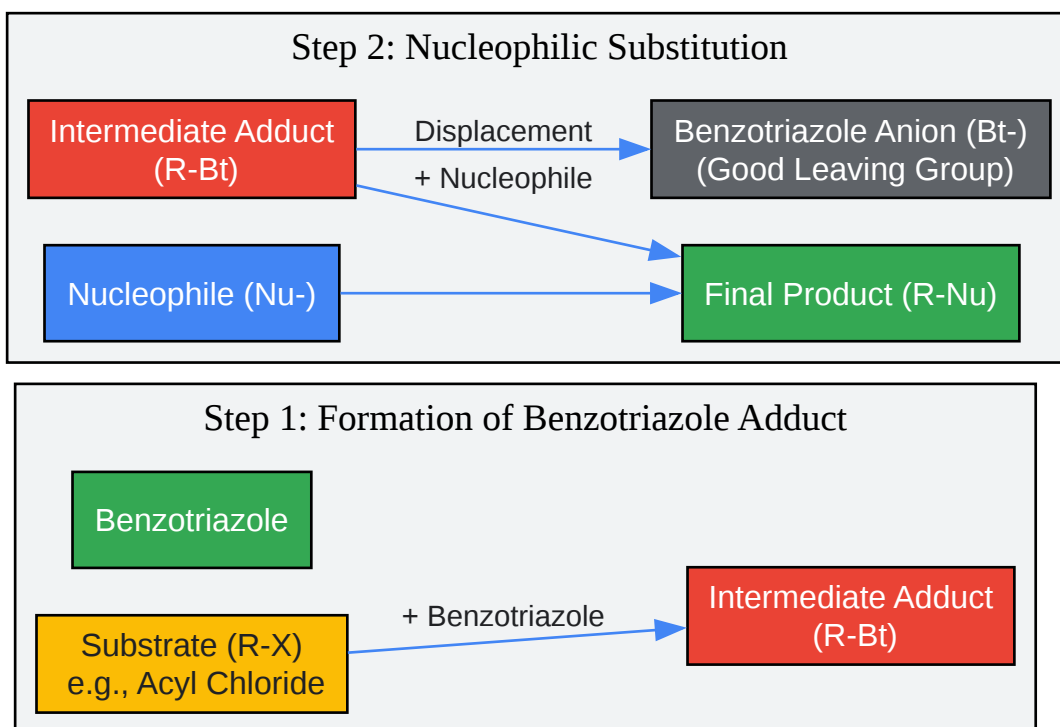 Step 2: Nucleophilic Substitution
Intermediate Adduct
(R-Bt)
Displacement
+ Nucleophile
Benzotriazole Anion (Bt-)
(Good Leaving Group)
Nucleophile (Nu-)
Final Product (R-Nu)
Step 1: Formation of Benzotriazole Adduct
Benzotriazole
Substrate (R-X)
e.g., Acyl Chloride
+ Benzotriazole
Intermediate Adduct
(R-Bt)